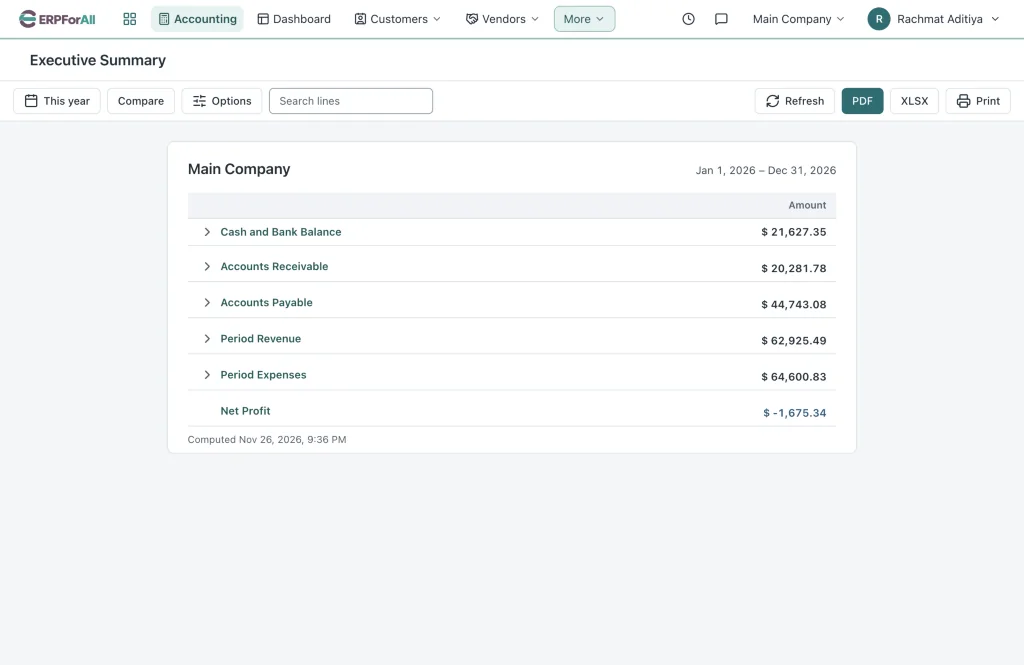 ERPForAll
Accounting
Dashboard
Customers
Vendors
More
Main Company
R
Rachmat Aditiya
Executive Summary
This year
Compare
Options
Search lines
Refresh
PDF
XLSX
Print
Main Company
Jan 1, 2026 – Dec 31, 2026
Amount
Cash and Bank Balance $ 21,627.35
Accounts Receivable $ 20,281.78
Accounts Payable $ 44,743.08
Period Revenue $ 62,925.49
Period Expenses $ 64,600.83
Net Profit $ -1,675.34
Computed Nov 26, 2026, 9:36 PM